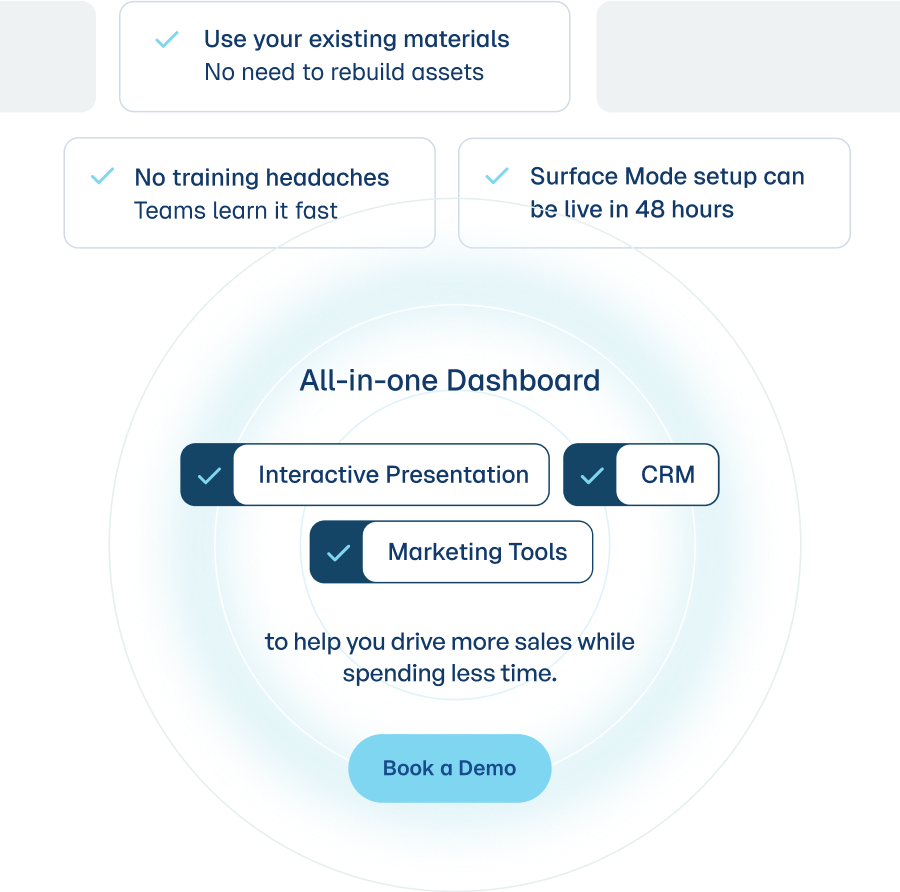 Use your existing materials
No need to rebuild assets
No training headaches
Teams learn it fast
Surface Mode setup can
be live in 48 hours
All-in-one Dashboard
Interactive Presentation
CRM
Marketing Tools
to help you drive more sales while
spending less time.
Book a Demo